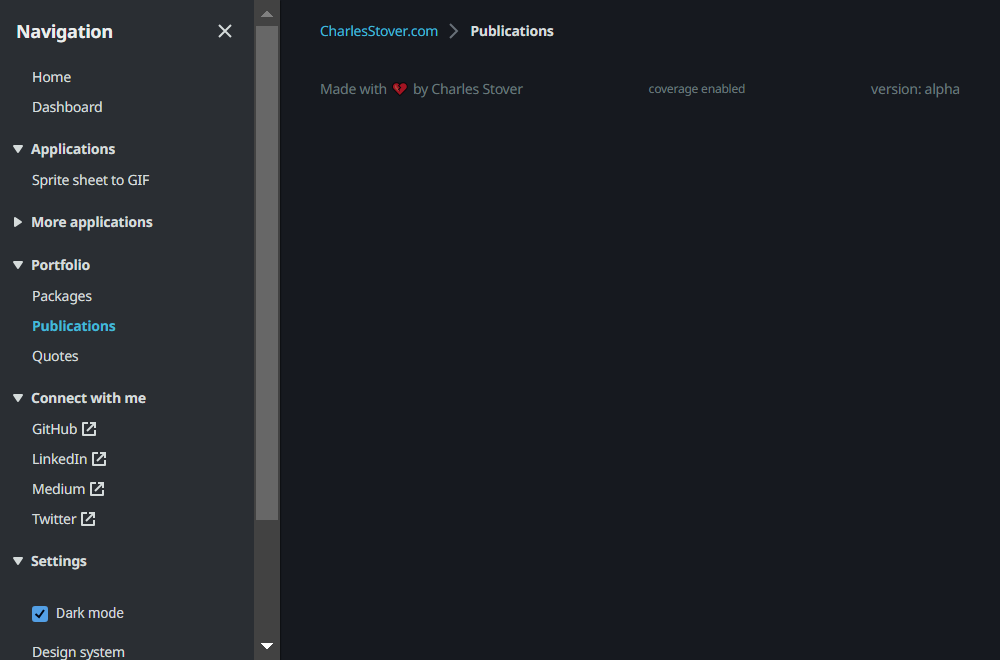 Navigation
Home
Dashboard
Applications
Sprite sheet to GIF
More applications
Portfolio
Packages
Publications
Quotes
Connect with me
GitHub
LinkedIn
Medium
Twitter
Settings
Dark mode
Design system
CharlesStover.com Publications
Made with 💔 by Charles Stover
coverage enabled
version: alpha